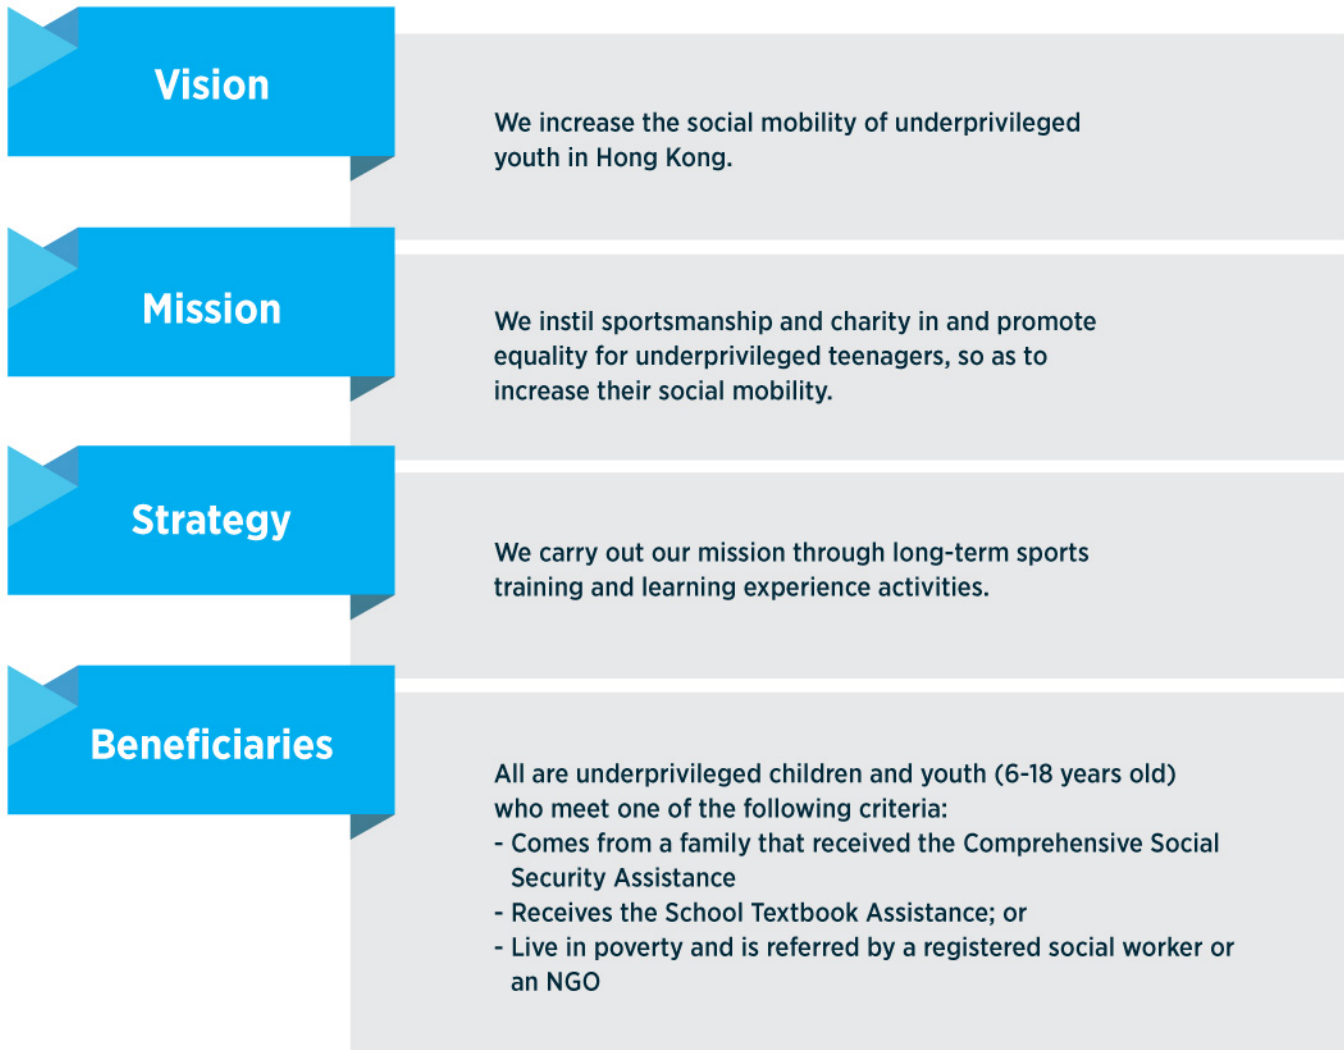 Vision
We increase the social mobility of underprivileged
youth in Hong Kong.
Mission
We instil sportsmanship and charity in and promote
equality for underprivileged teenagers, so as to
increase their social mobility.
Strategy
We carry out our mission through long-term sports
training and learning experience activities.
Beneficiaries
All are underprivileged children and youth (6-18 years old)
who meet one of the following criteria:
- Comes from a family that received the Comprehensive Social
Security Assistance
- Receives the School Textbook Assistance; or
- Live in poverty and is referred by a registered social worker or
an NGO